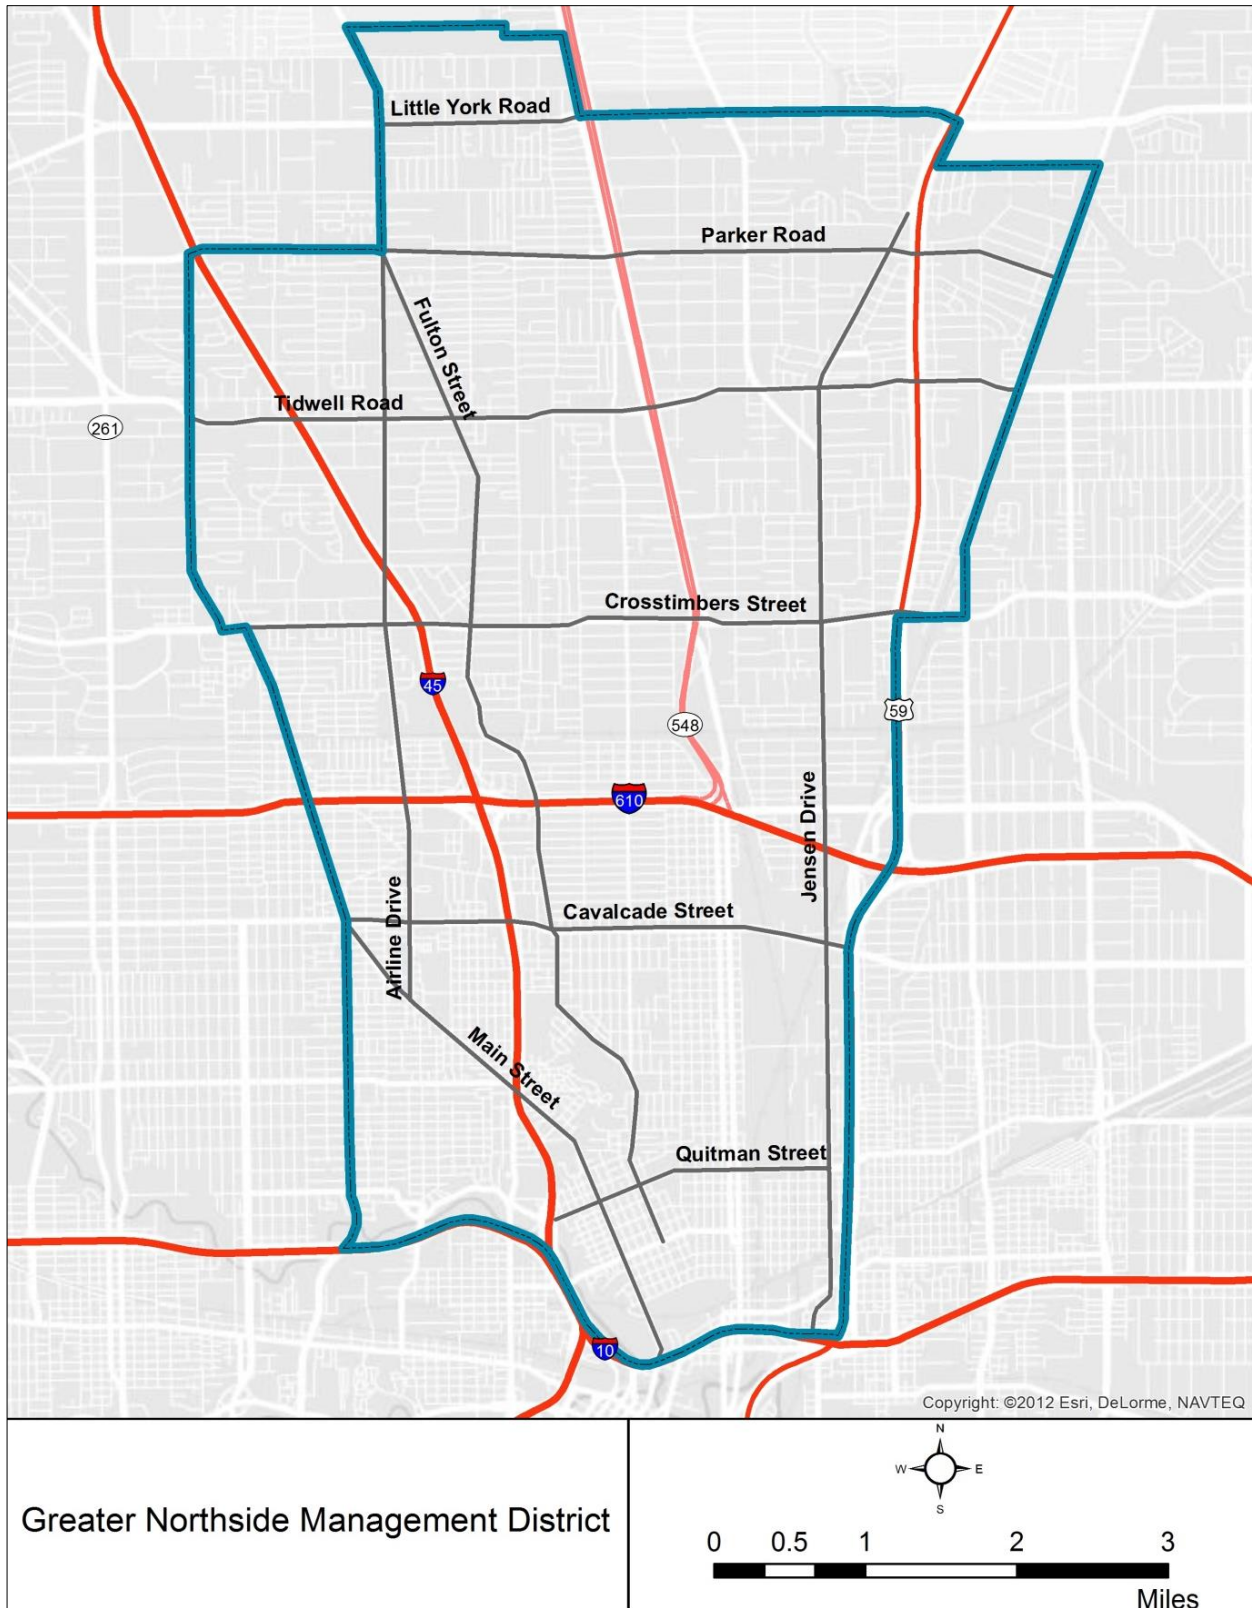 Little York Road
Parker Road
Fulton Street
Tidwell Road
261
Crosstimbers Street
45
59
548
610
Jensen Drive
Cavalcade Street
Airline Drive
Main Street
Quitman Street
10
Copyright: ©2012 Esri, DeLorme, NAVTEQ
Greater Northside Management District
N
W E
S
0 0.5 1 2 3
Miles